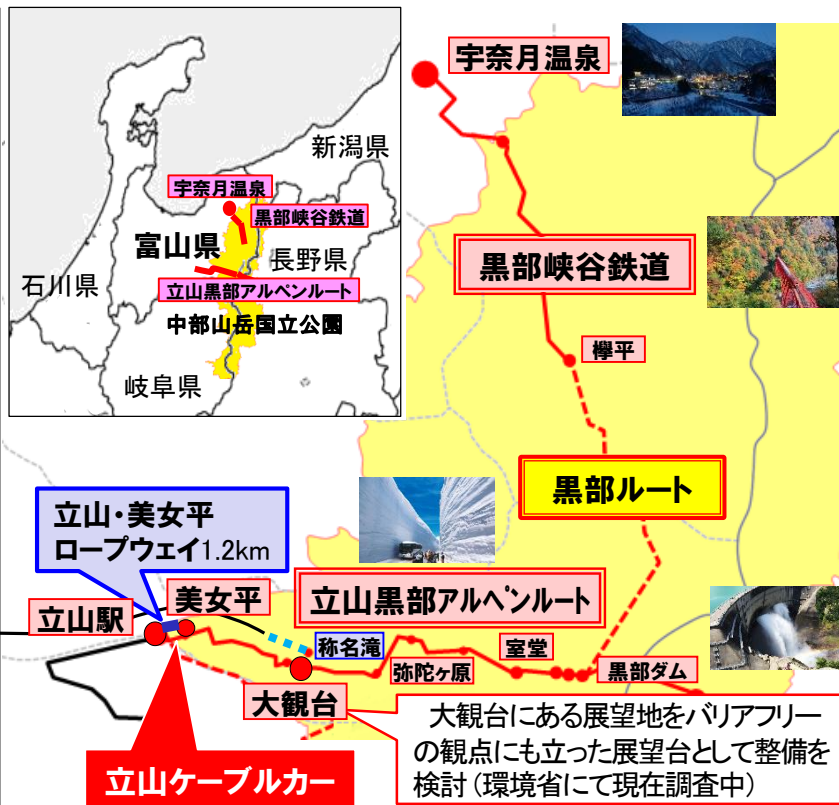 新潟県
宇奈月温泉
黒部峡谷鉄道
富山県
長野県
石川県
立山黒部アルペンルート
中部山岳国立公園
岐阜県
宇奈月温泉
黒部峡谷鉄道
欅平
黒部ルート
立山・美女平
ロープウェイ1.2km
立山黒部アルペンルート
美女平
立山駅
称名滝
室堂
弥陀ヶ原
黒部ダム
大観台
大観台にある展望地をバリアフリー
の観点にも立った展望台として整備を
検討（環境省にて現在調査中）
立山ケーブルカー